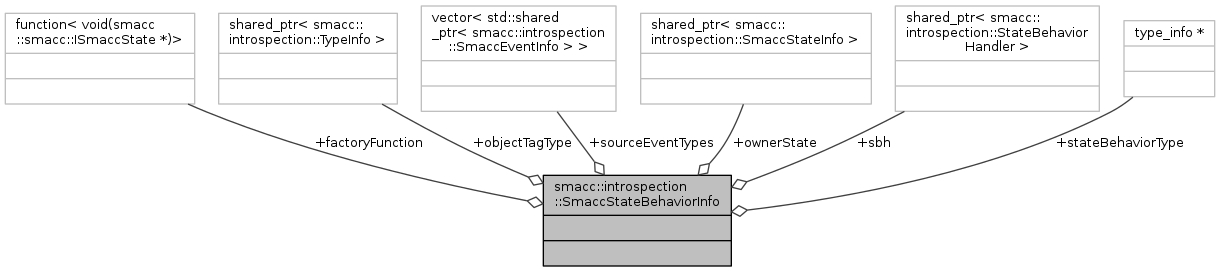 function< void(smacc
::smacc::ISmaccState *)>
shared_ptr< smacc::
introspection::TypeInfo >
vector< std::shared
_ptr< smacc::introspection
::SmaccEventInfo > >
shared_ptr< smacc::
introspection::SmaccStateInfo >
shared_ptr< smacc::
introspection::StateBehavior
Handler >
type_info *
+factoryFunction
+objectTagType
+sourceEventTypes
+ownerState
+sbh
+stateBehaviorType
smacc::introspection
::SmaccStateBehaviorInfo